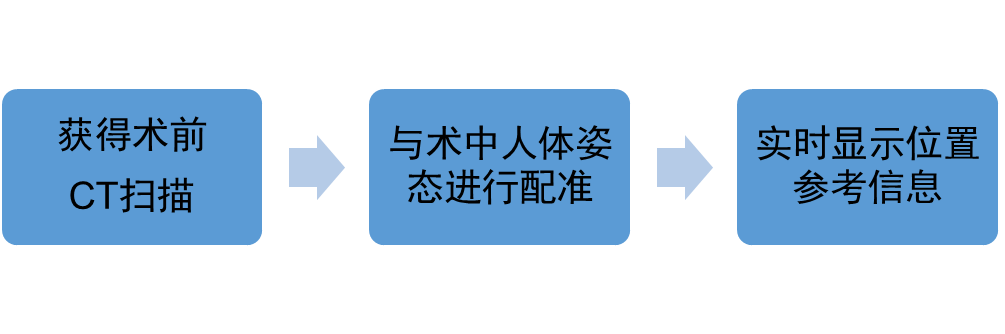 获得术前
CT扫描
与术中人体姿
态进行配准
实时显示位置
参考信息